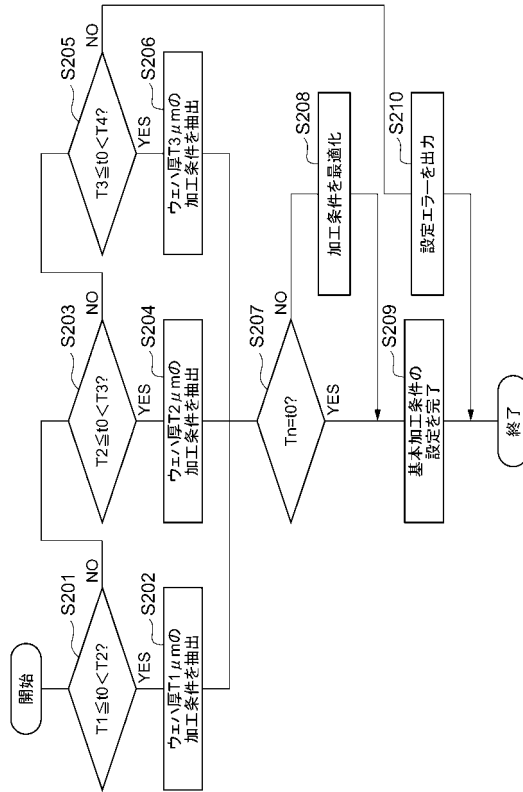 開始
S201
T1≦t0<T2?
NO
YES
S202
ウェハ厚T1μmの
加工条件を抽出
S203
T2≦t0<T3?
NO
YES
S204
ウェハ厚T2μmの
加工条件を抽出
S205
T3≦t0<T4?
NO
YES
S206
ウェハ厚T3μmの
加工条件を抽出
S207
Tn=t0?
NO
YES
S208
加工条件を最適化
S209
基本加工条件の
設定を完了
S210
設定エラーを出力
終了